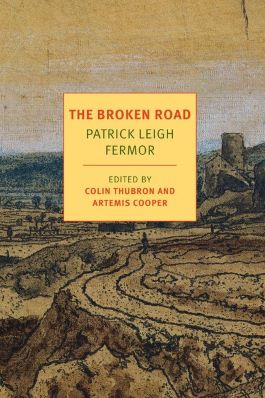 THE BROKEN ROAD
PATRICK LEIGH
FERMOR
EDITED BY
COLIN THUBRON AND
ARTEMIS COOPER